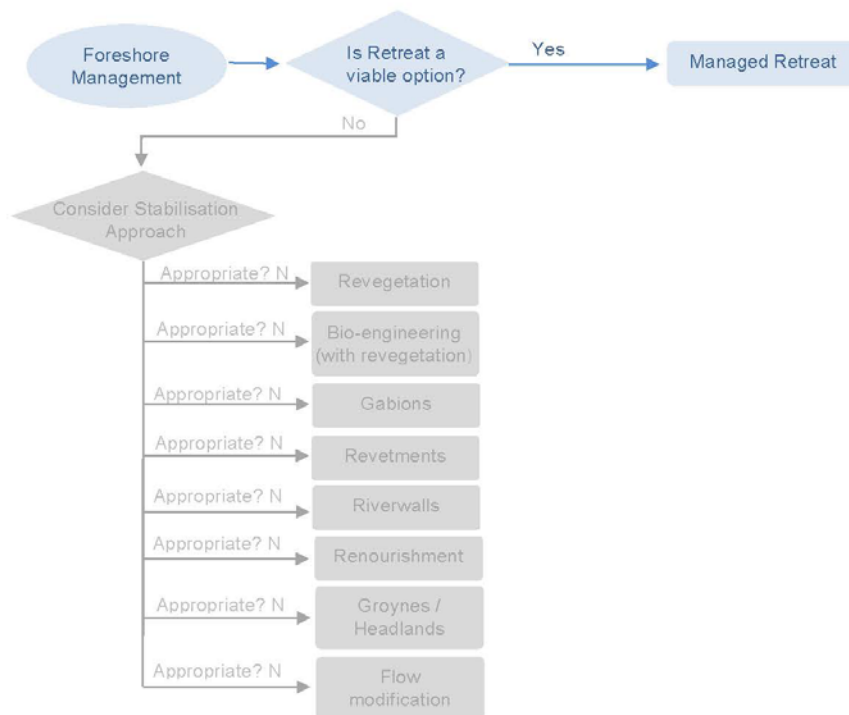 Foreshore
Management
Is Retreat a
viable option?
Yes
Managed Retreat
No
Consider Stabilisation
Approach
Appropriate? N
Revegetation
Appropriate? N
Bio-engineering
(with revegetation)
Appropriate? N
Gabions
Appropriate? N
Revetments
Appropriate? N
Riverwalls
Appropriate? N
Renourishment
Appropriate? N
Groynes /
Headlands
Appropriate? N
Flow
modification